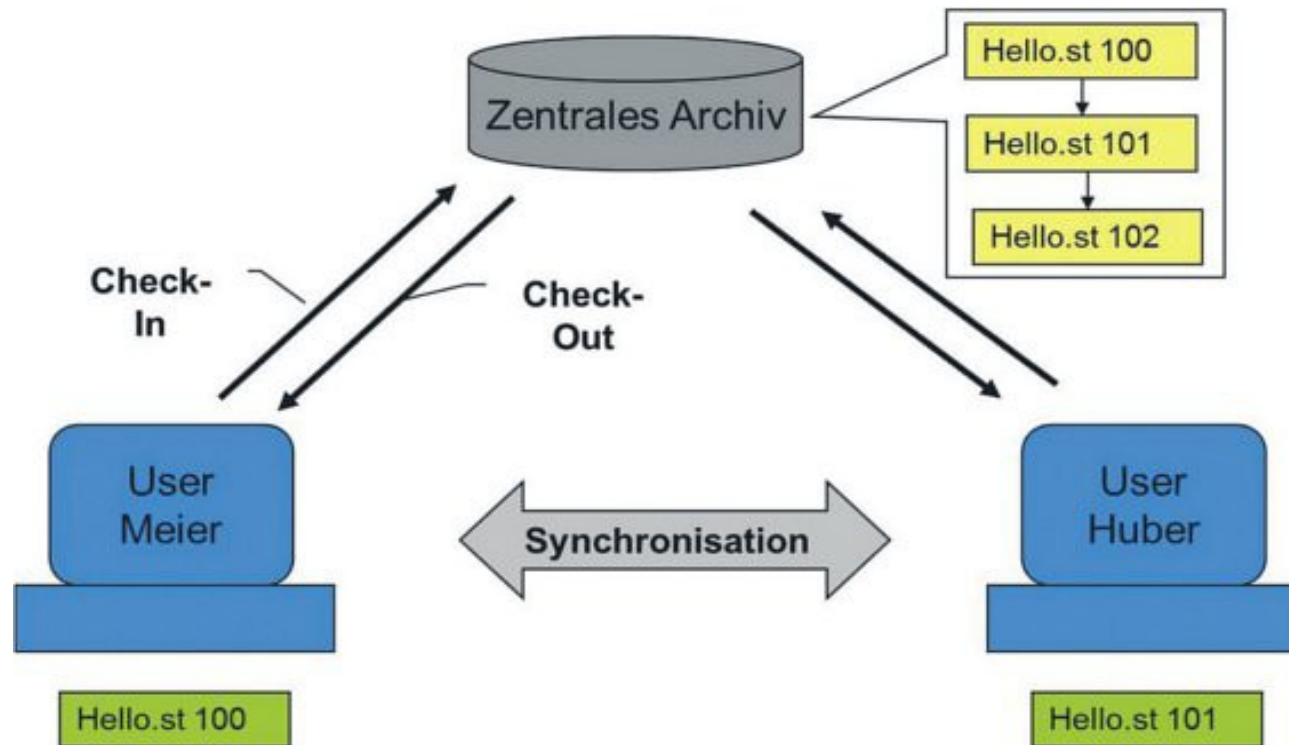 Zentrales Archiv
Hello.st 100
Hello.st 101
Hello.st 102
Check-
In
Check-
Out
User
Meier
Synchronisation
User
Huber
Hello.st 100
Hello.st 101